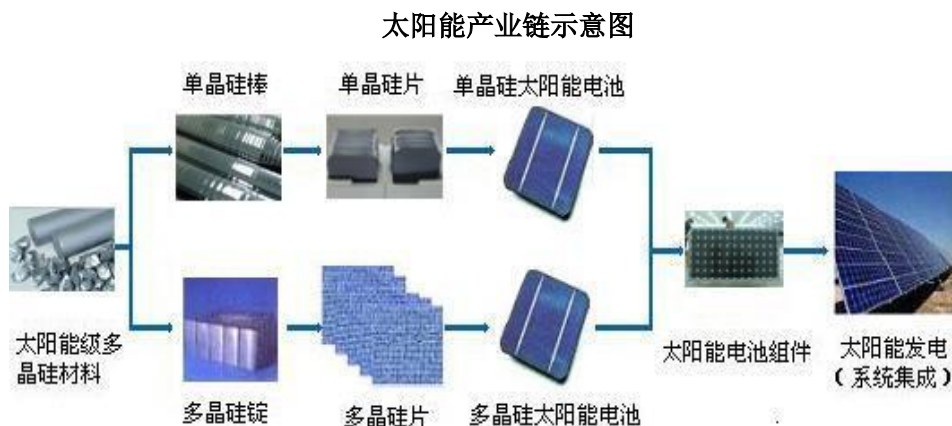 太阳能产业链示意图
单晶硅棒
单晶硅片
单晶硅太阳能电池
太阳能级多
晶硅材料
多晶硅锭
多晶硅片
多晶硅太阳能电池
太阳能电池组件
太阳能发电
（系统集成）